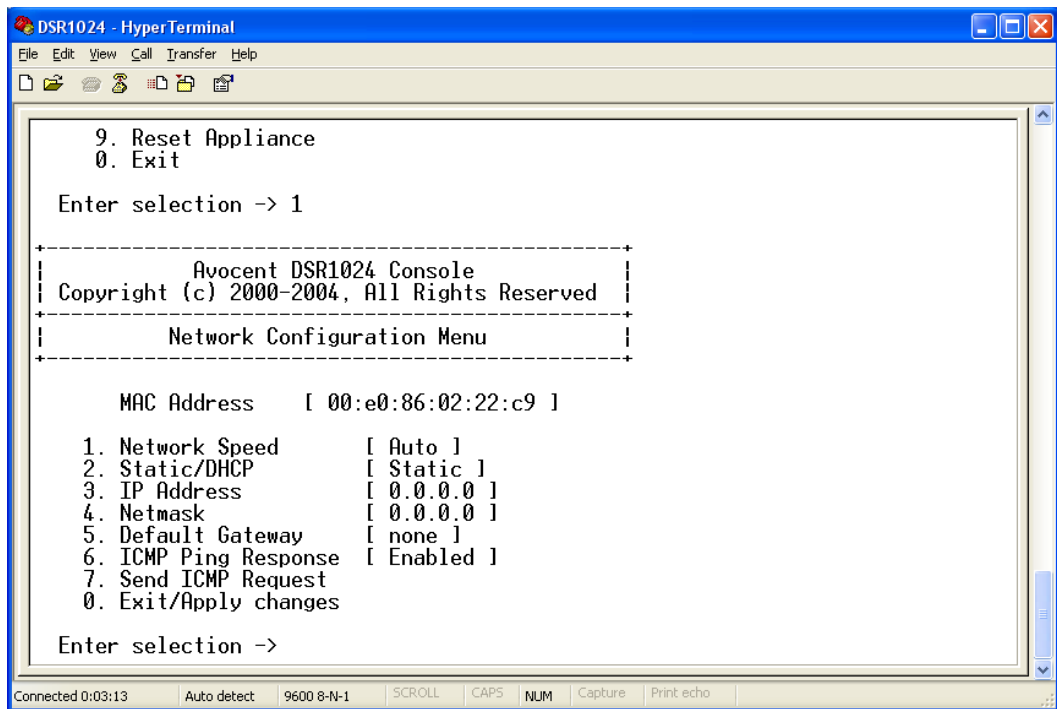 DSR1024 - HyperTerminal
File Edit View Call Transfer Help
9. Reset Appliance
0. Exit
Enter selection -> 1
+-----------------------------------------------+
| Avocent DSR1024 Console |
| Copyright (c) 2000-2004, All Rights Reserved |
+-----------------------------------------------+
| Network Configuration Menu |
+-----------------------------------------------+
MAC Address [ 00:e0:86:02:22:c9 ]
1. Network Speed [ Auto ]
2. Static/DHCP [ Static ]
3. IP Address [ 0.0.0.0 ]
4. Netmask [ 0.0.0.0 ]
5. Default Gateway [ none ]
6. ICMP Ping Response [ Enabled ]
7. Send ICMP Request
0. Exit/Apply changes
Enter selection ->
Connected 0:03:13 Auto detect 9600 8-N-1 SCROLL CAPS NUM Capture Print echo